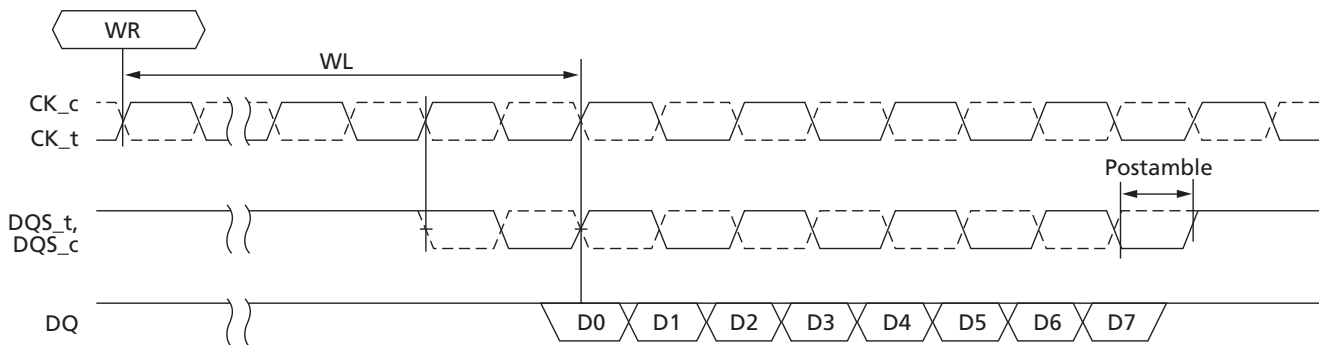 WR
WL
CK_c
CK_t
Postamble
DQS_t,
DQS_c
DQ
D0 D1 D2 D3 D4 D5 D6 D7